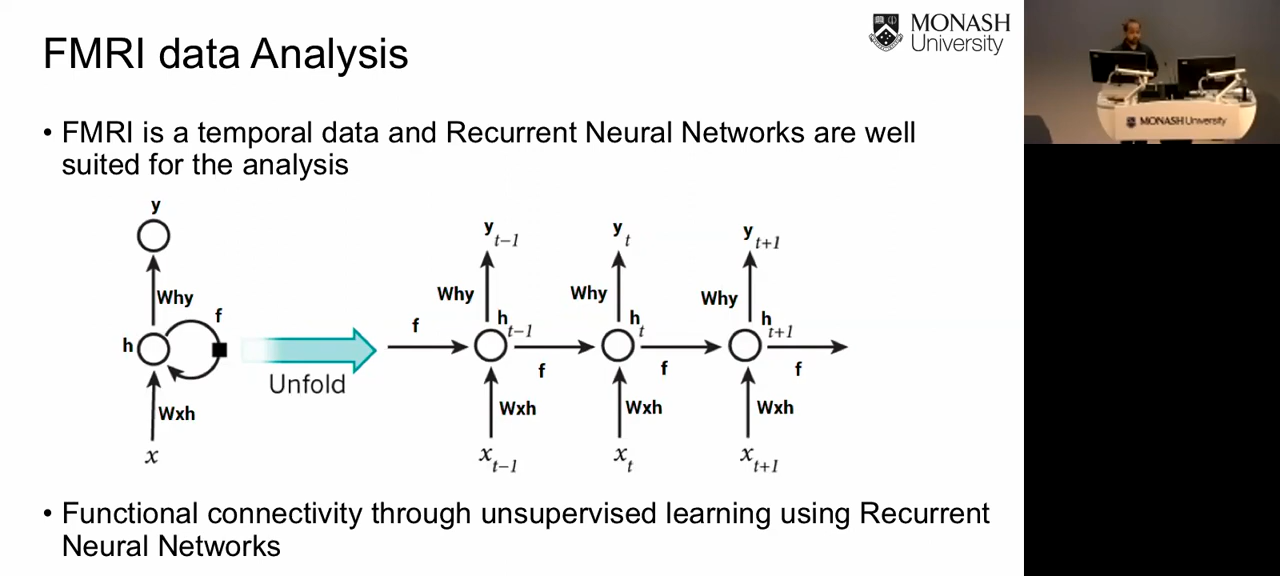 FMRI data Analysis
MONASH
University
• FMRI is a temporal data and Recurrent Neural Networks are well
suited for the analysis
y
Why
f
h
Wxh
x
Unfold
f
y t-1
Why
h t-1
f
Wxh
x t-1
y t
Why
h t
f
Wxh
x t
y t+1
Why
h t+1
f
Wxh
x t+1
• Functional connectivity through unsupervised learning using Recurrent
Neural Networks
MONASH University